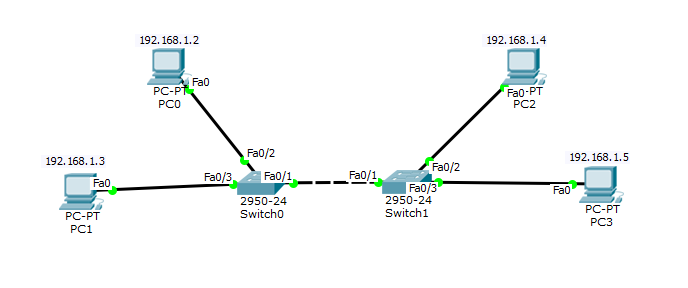 192.168.1.2
Fa0
PC-PT
PC0
192.168.1.4
Fa0
-PT
PC2
192.168.1.3
Fa0
PC-PT
PC1
Fa0/2
Fa0/3
Fa0/1
2950-24
Switch0
Fa0/1
Fa0/2
Fa0/3
2950-24
Switch1
192.168.1.5
Fa0
PC-PT
PC3